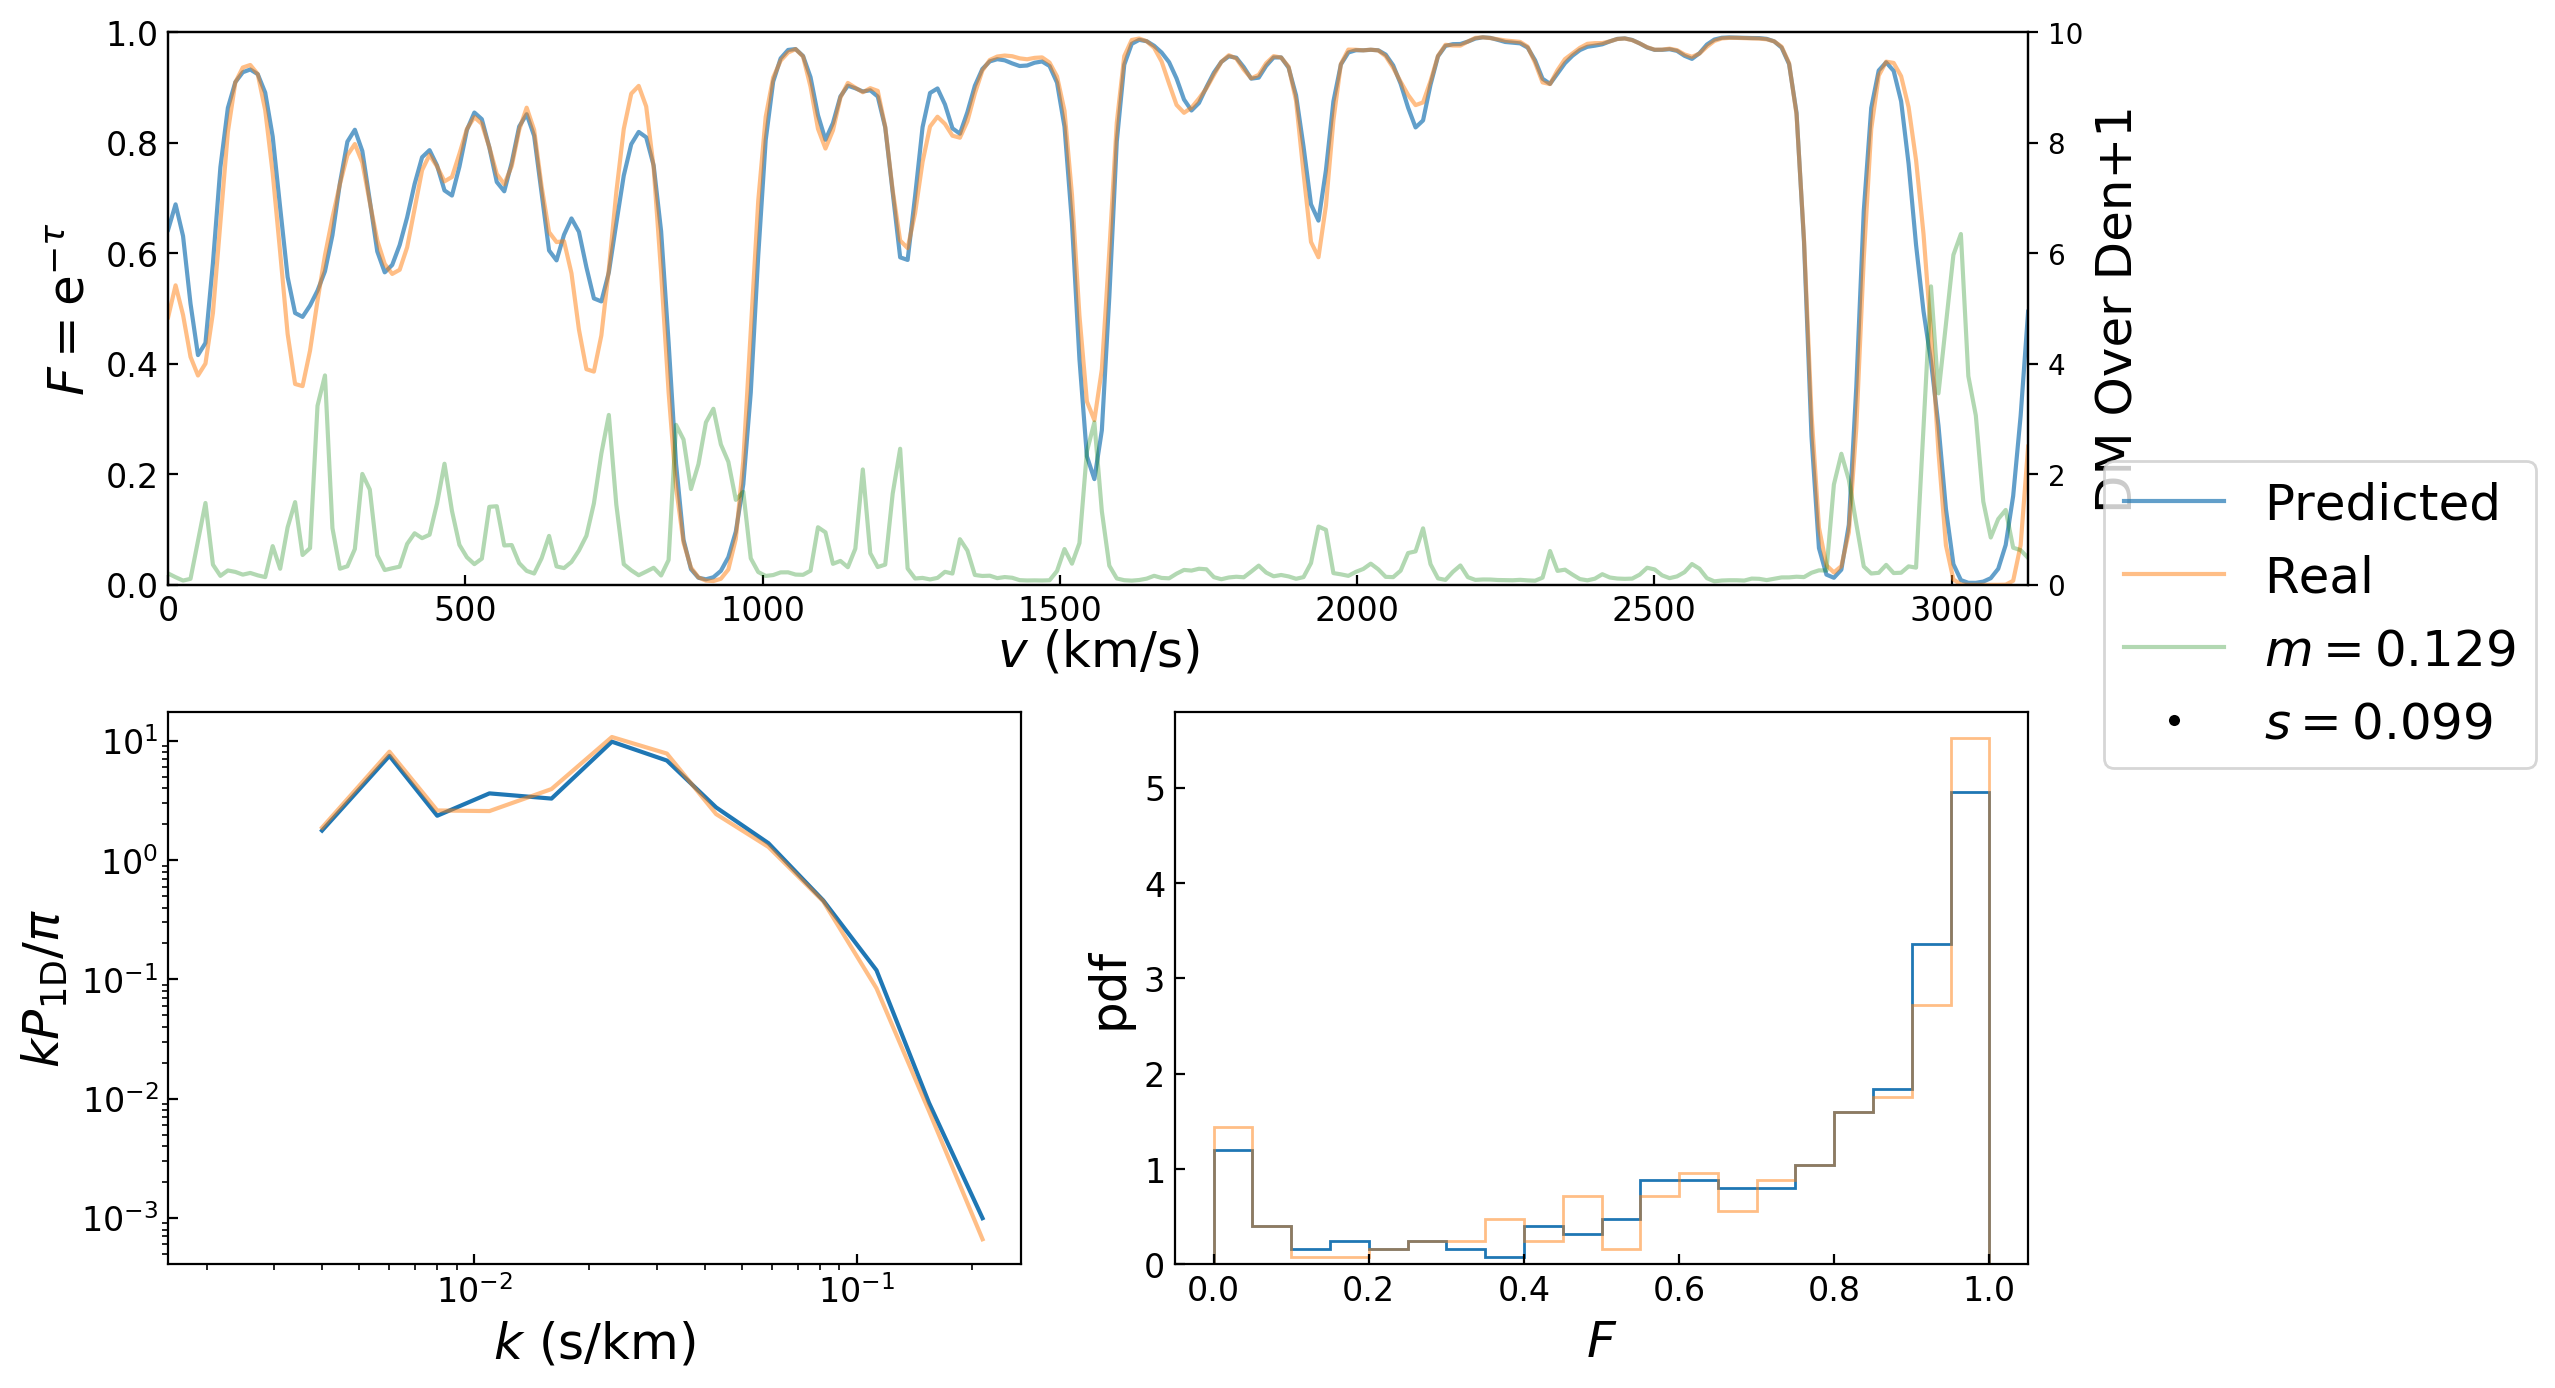 1.0
0.8
0.6
0.4
0.2
0.0
F = e^{−τ}
0 500 1000 1500 2000 2500 3000
v (km/s)
10
8
6
4
2
0
DM Over Den+1
Predicted
Real
m = 0.129
s = 0.099
10^1
10^0
10^{−1}
10^{−2}
10^{−3}
kP_{1D}/π
10^{−2} 10^{−1}
k (s/km)
5
4
3
2
1
0
pdf
0.0 0.2 0.4 0.6 0.8 1.0
F